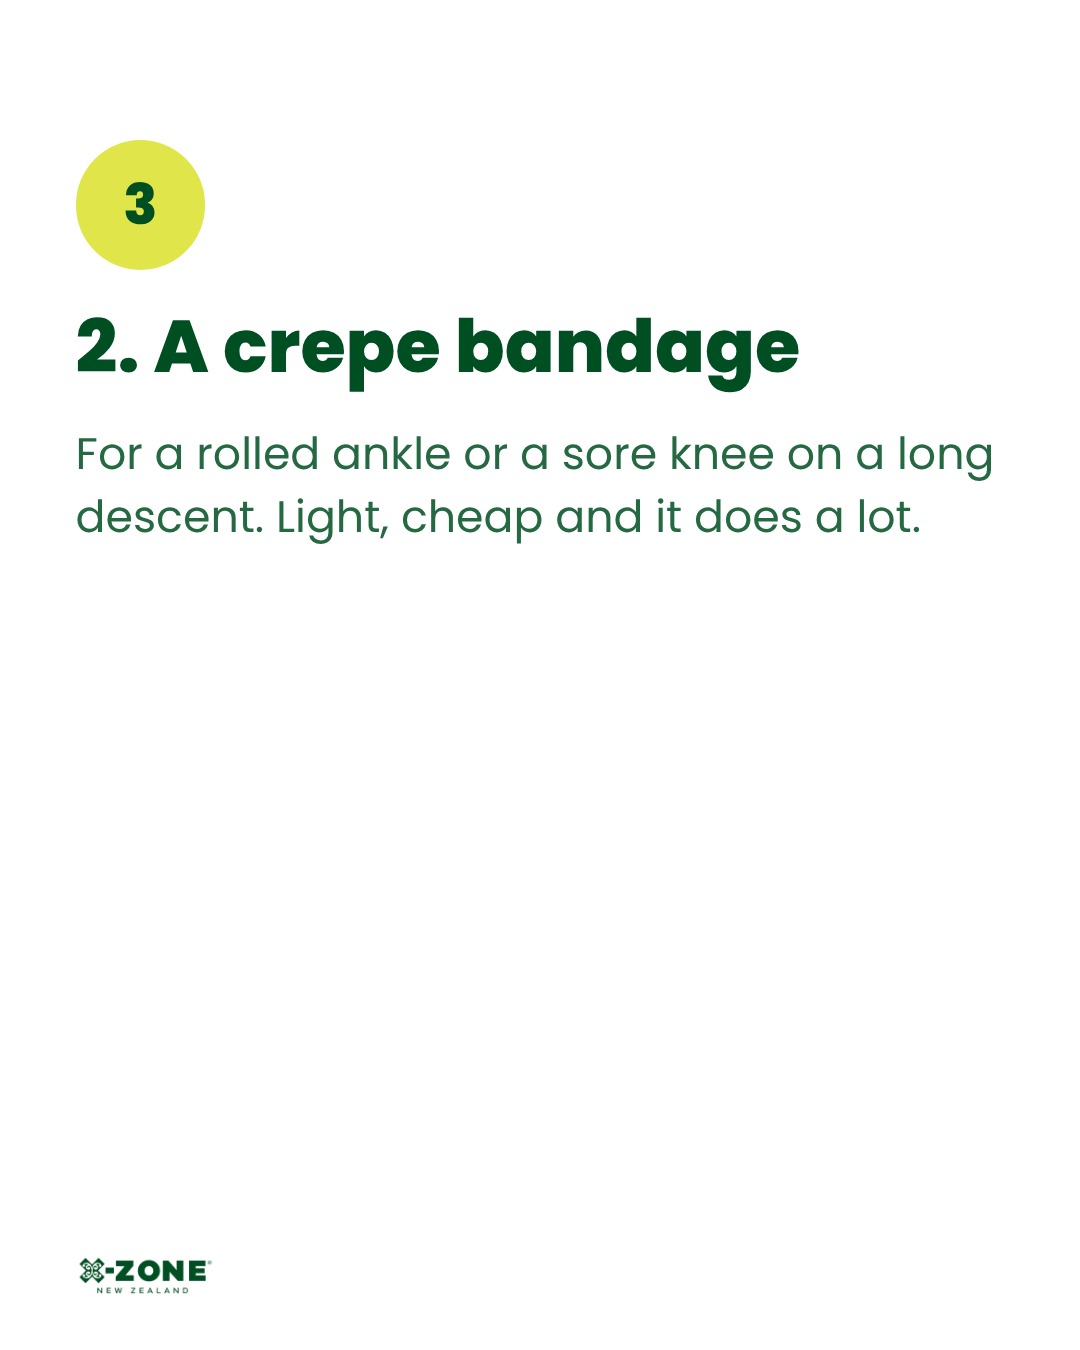 3
2. A crepe bandage
For a rolled ankle or a sore knee on a long
descent. Light, cheap and it does a lot.
X-ZONE
NEW ZEALAND